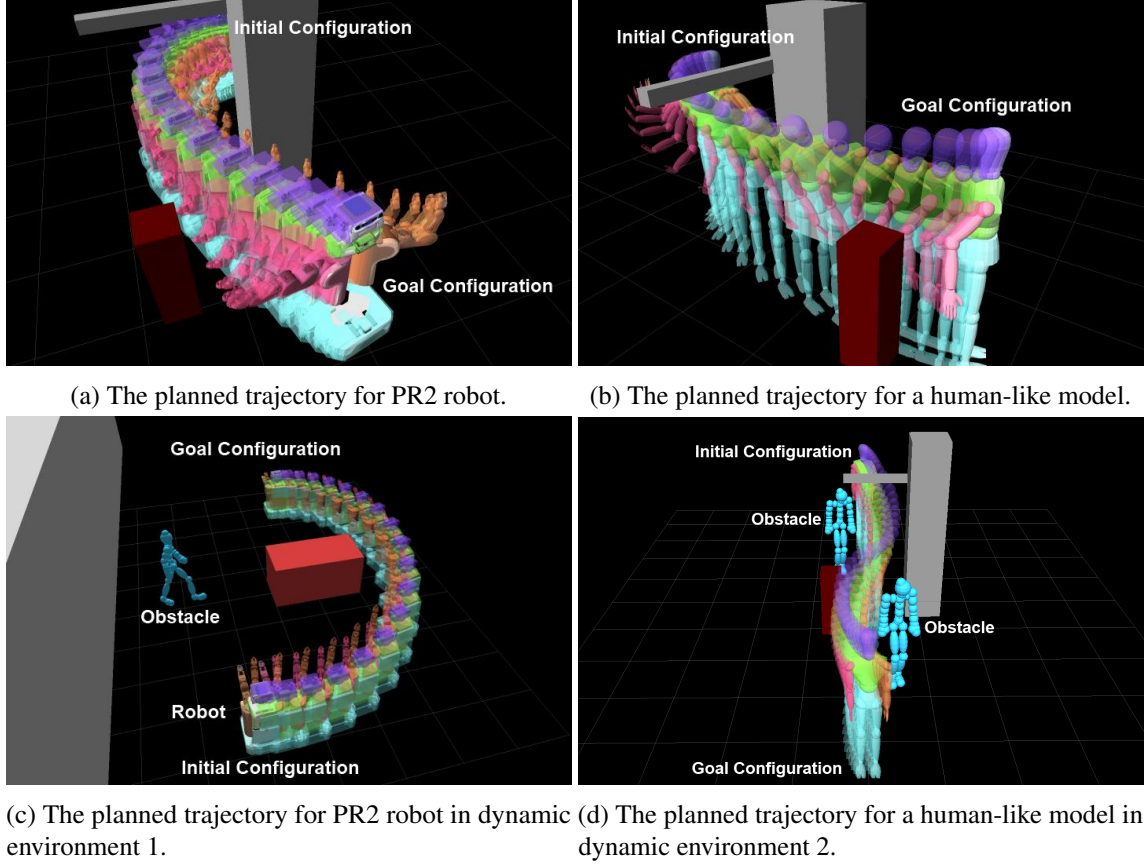 Initial Configuration
Goal Configuration
(a) The planned trajectory for PR2 robot.
Initial Configuration
Goal Configuration
(b) The planned trajectory for a human-like model.
Goal Configuration
Obstacle
Robot
Initial Configuration
(c) The planned trajectory for PR2 robot in dynamic
environment 1.
Initial Configuration
Obstacle
Obstacle
Goal Configuration
(d) The planned trajectory for a human-like model in
dynamic environment 2.